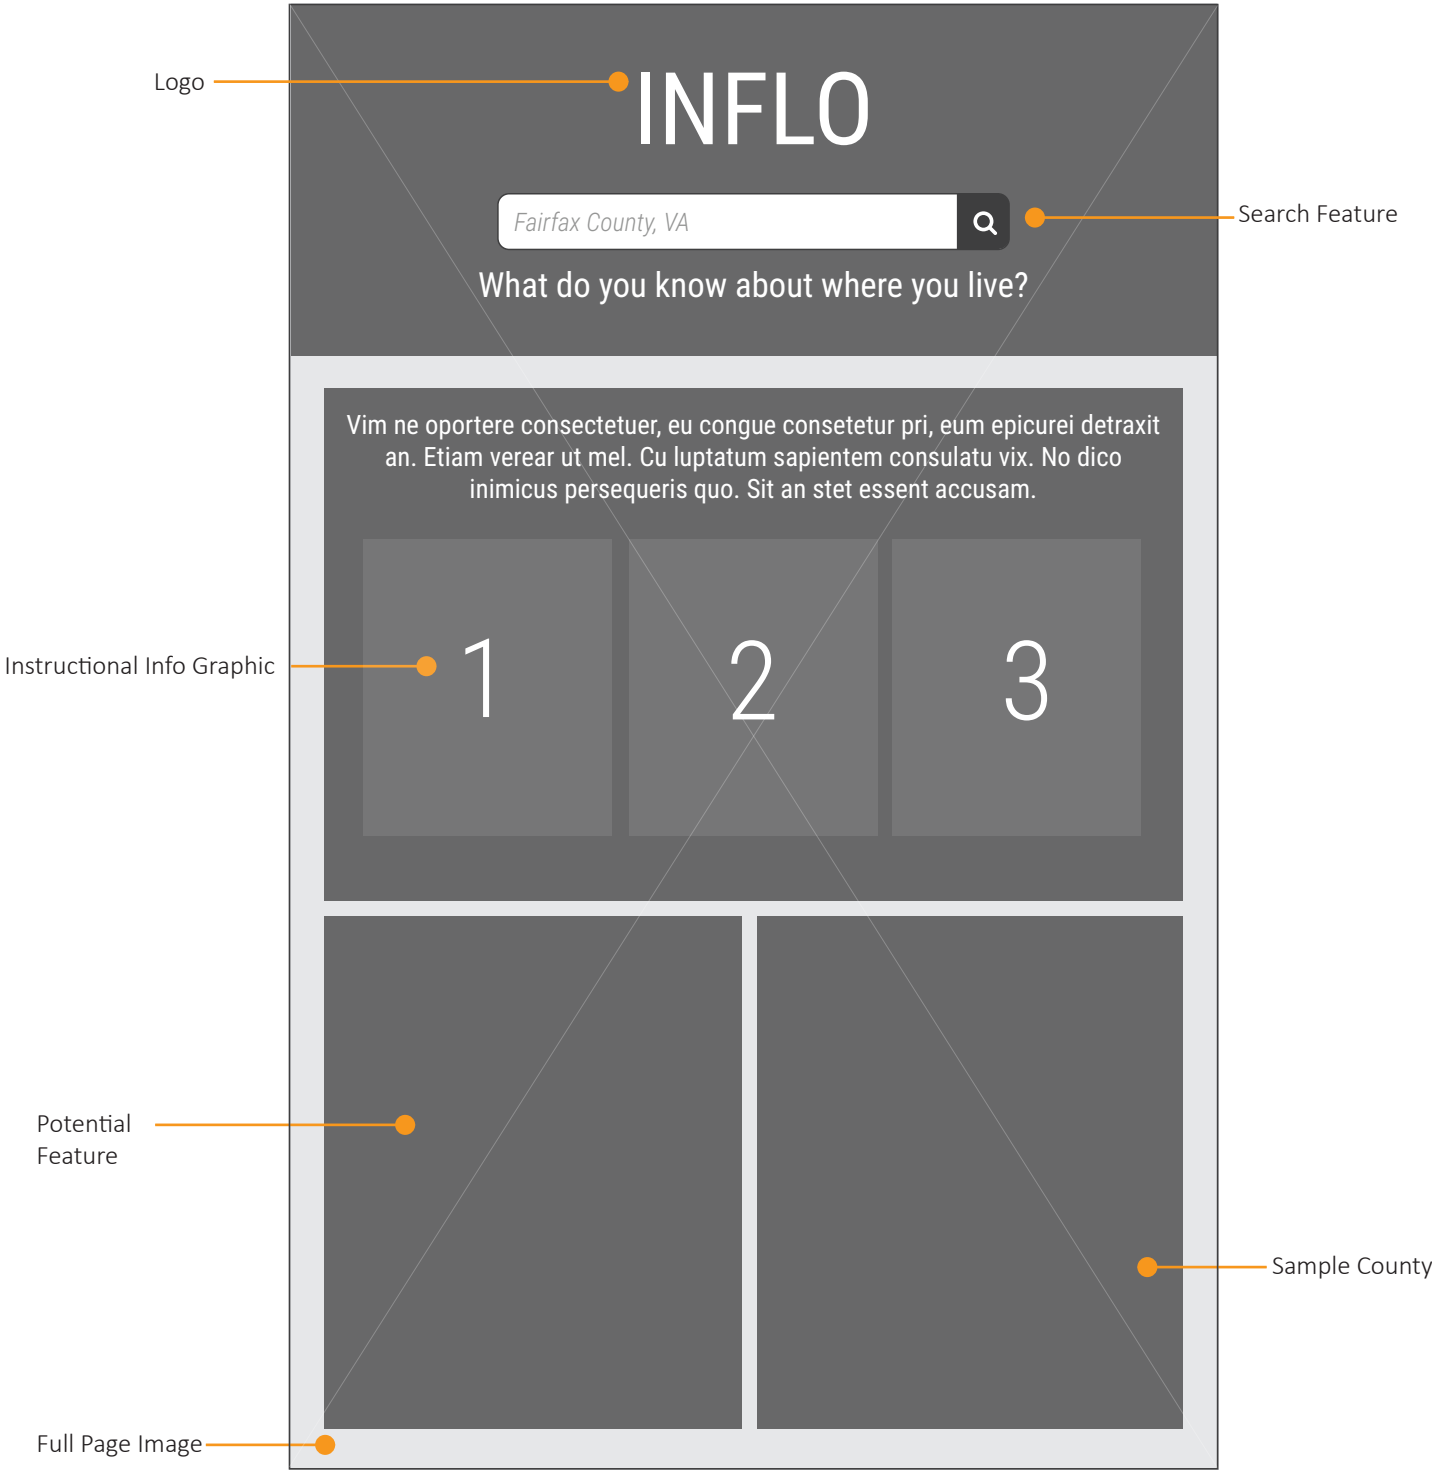 Logo
INFLO
Fairfax County, VA
Search Feature
What do you know about where you live?
Vim ne oportere consectetuer, eu congue consetetur pri, eum epicurei detraxit
an. Etiam verear ut mel. Cu luptatum sapientem consulatu vix. No dico
inimicus persequeris quo. Sit an stet essent accusam.
Instructional Info Graphic
1
2
3
Potential
Feature
Sample County
Full Page Image